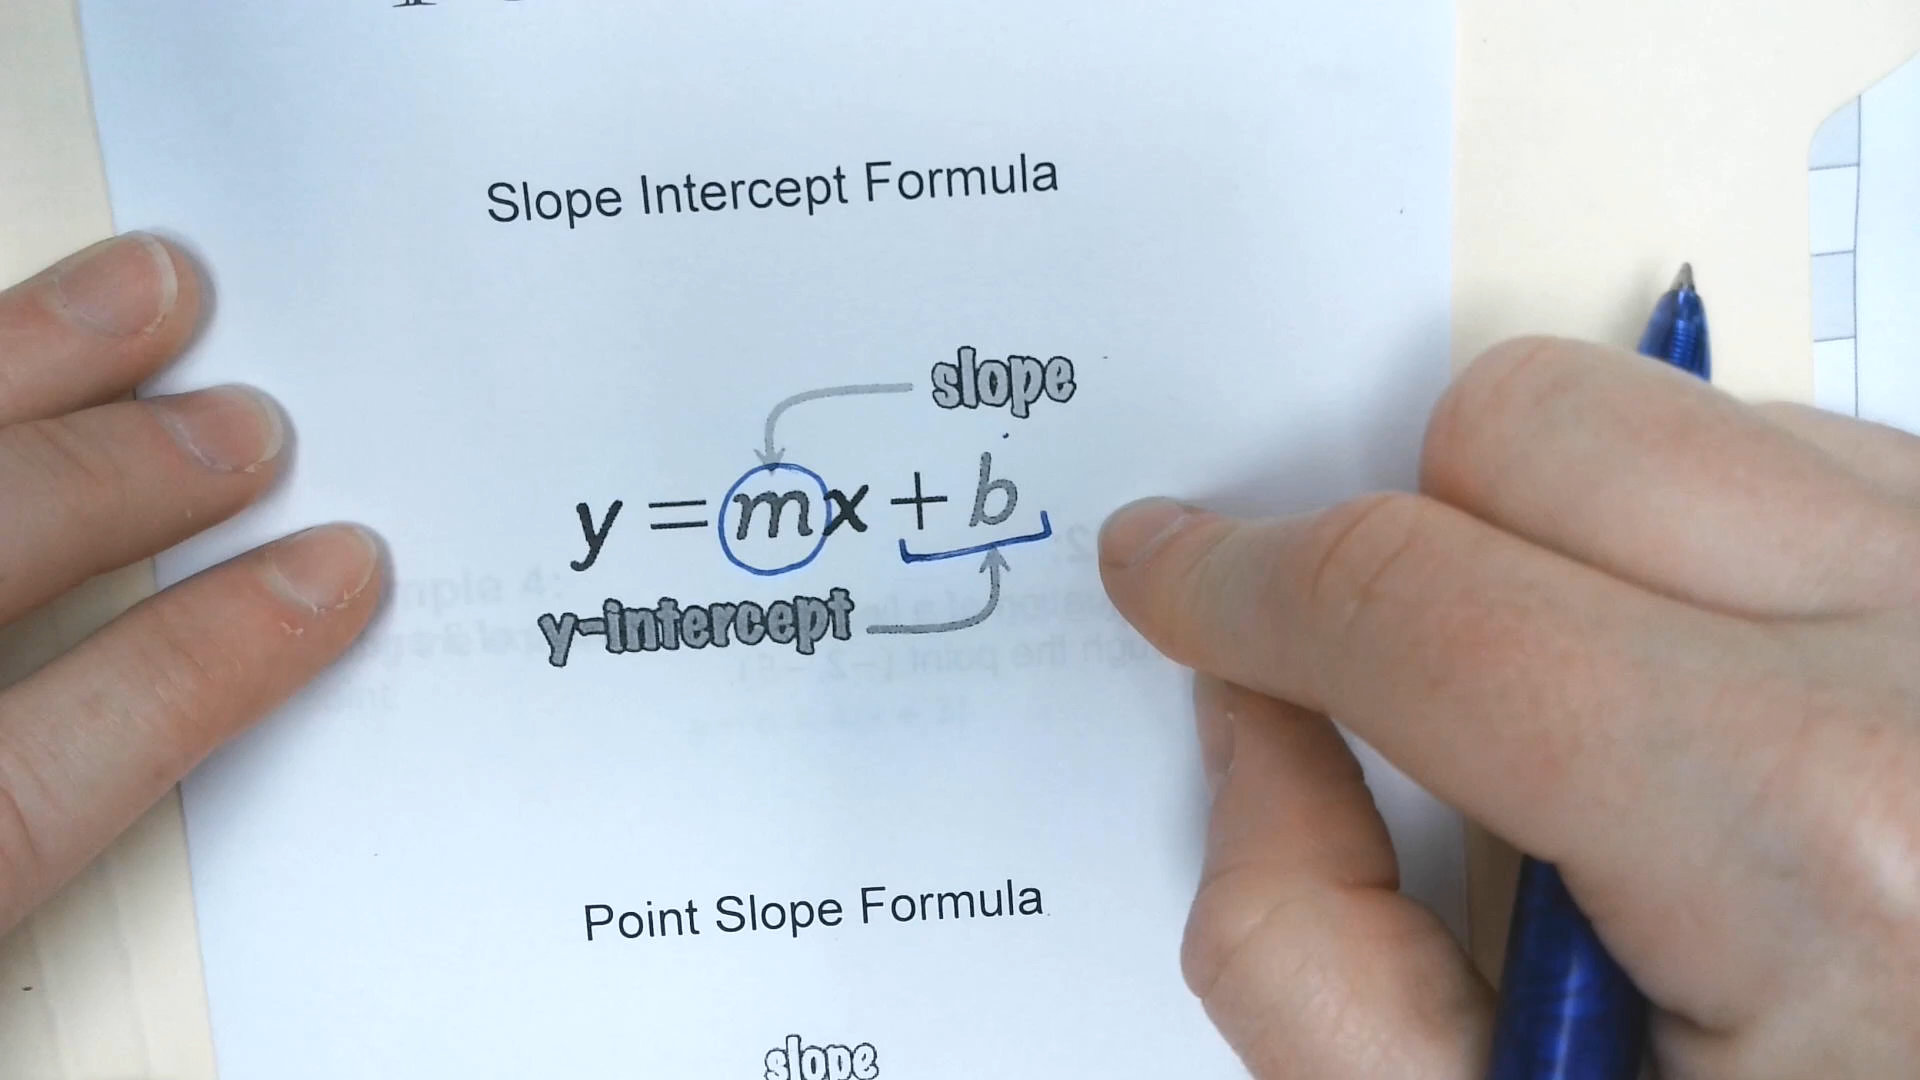 Slope Intercept Formula
slope
y = mx + b
y-intercept
Point Slope Formula
slope